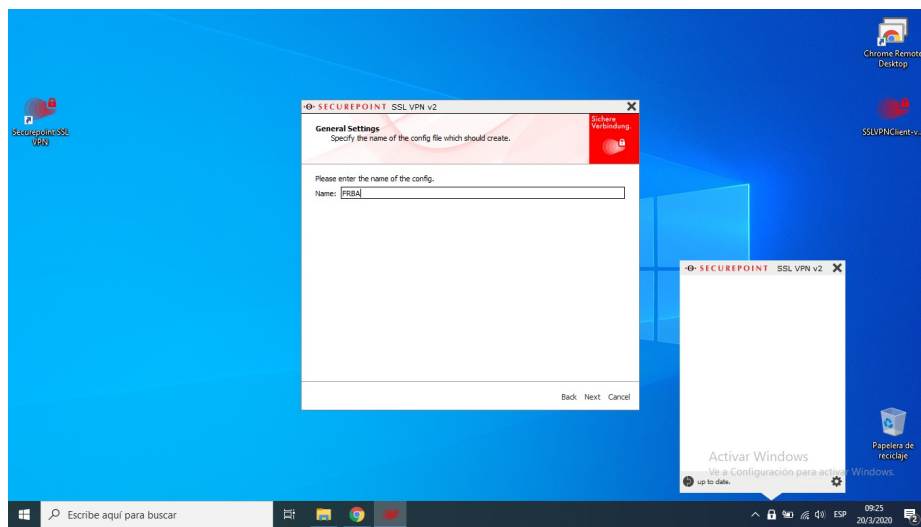 Chrome Remote
Desktop
Securepoint SSL
VPN
SSLVPNClient-v...
SECUREPOINT SSL VPN v2
General Settings
Specify the name of the config file which should create.
Sichere
Verbindung.
Please enter the name of the config.
Name: FRBA
Back Next Cancel
SECUREPOINT SSL VPN v2
up to date.
Activar Windows
Ve a Configuración para activar Windows.
Papelera de
reciclaje
Escribe aquí para buscar
ESP
09:25
20/3/2020
2